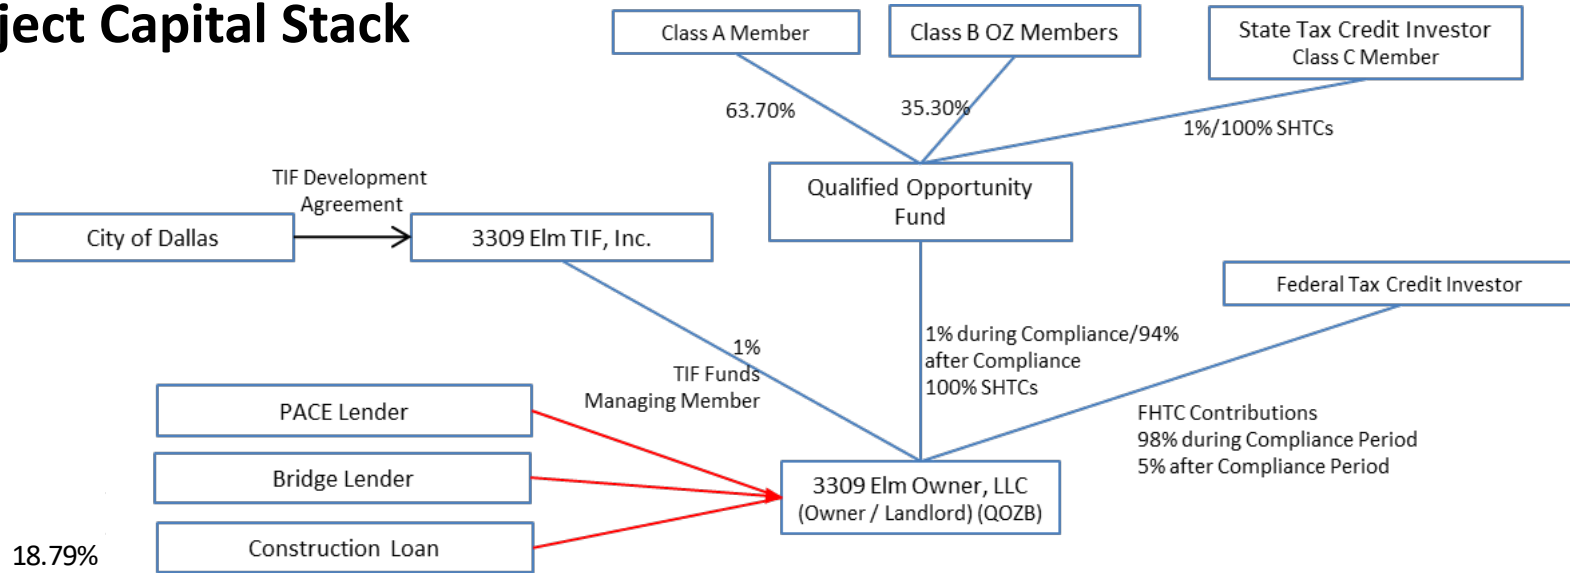 ject Capital Stack
Class A Member
Class B OZ Members
State Tax Credit Investor
Class C Member
63.70%
35.30%
1%/100% SHTCs
TIF Development
Agreement
Qualified Opportunity
Fund
City of Dallas
3309 Elm TIF, Inc.
Federal Tax Credit Investor
1% during Compliance/94%
after Compliance
100% SHTCs
1%
TIF Funds
Managing Member
PACE Lender
FHTC Contributions
98% during Compliance Period
5% after Compliance Period
Bridge Lender
3309 Elm Owner, LLC
(Owner / Landlord) (QOZB)
Construction Loan
18.79%